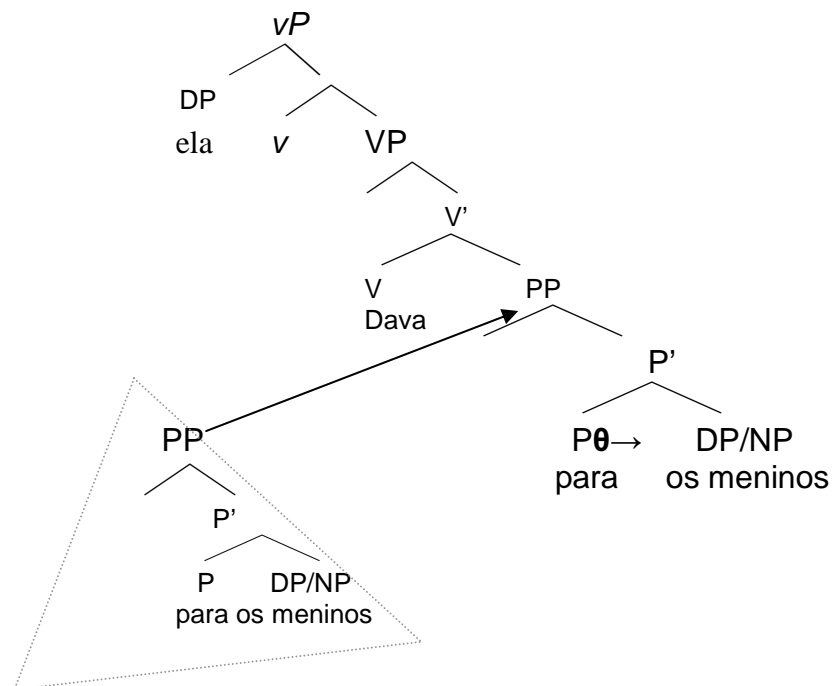 vP
DP
ela v VP
V’
V PP
Dava
P’
PP Pθ→ DP/NP
para os meninos
P’
P DP/NP
para os meninos